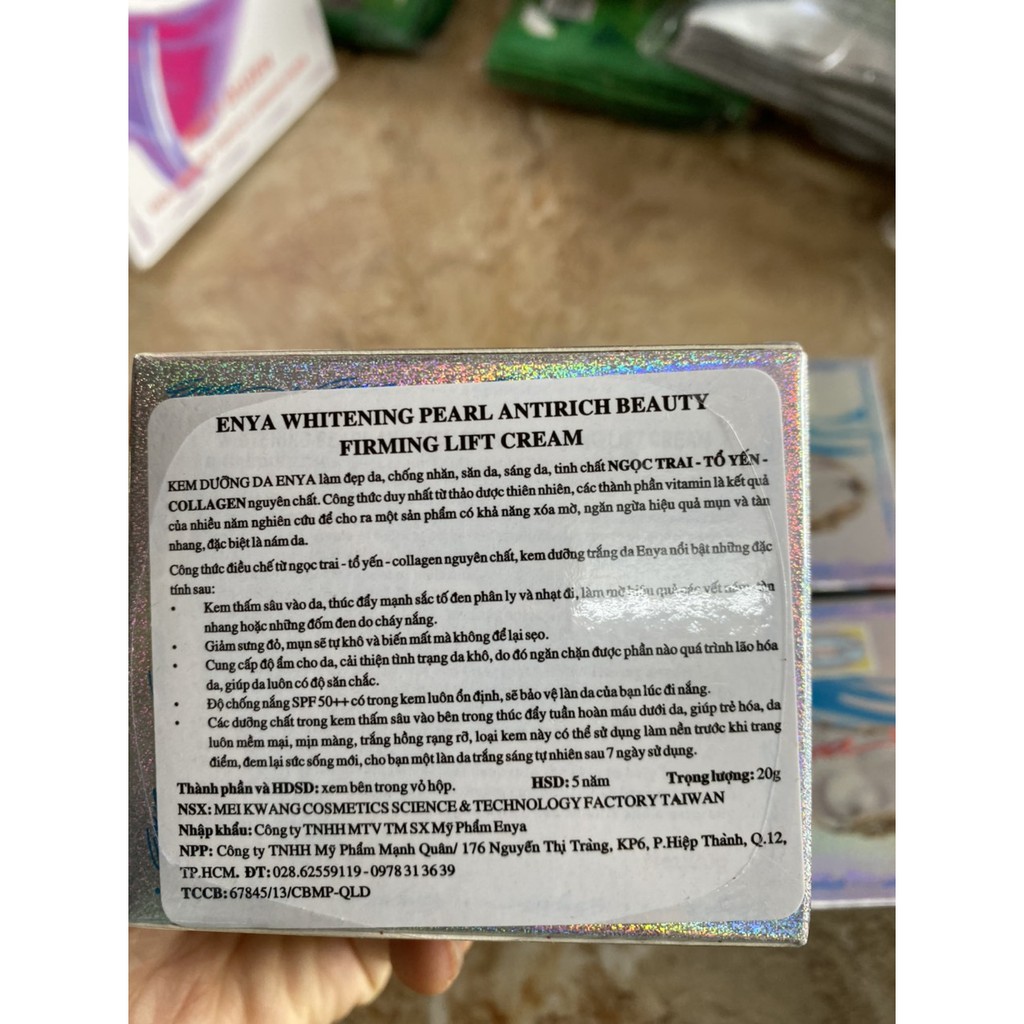 ENYA WHITENING PEARL ANTIRICH BEAUTY
FIRMING LIFT CREAM
KEM DƯỠNG DA ENYA làm đẹp da, chống nhăn, săn da, sáng da, tinh chất NGỌC TRAI - TỔ YẾN -
COLLAGEN nguyên chất. Công thức duy nhất từ thảo dược thiên nhiên, các thành phần vitamin là kết quả
của nhiều năm nghiên cứu để cho ra một sản phẩm có khả năng xóa mờ, ngăn ngừa hiệu quả mụn và tàn
nhang, đặc biệt là nám da.
Công thức điều chế từ ngọc trai - tổ yến - collagen nguyên chất, kem dưỡng trắng da Enya nổi bật những đặc
tính sau:
• Kem thấm sâu vào da, thúc đẩy mạnh sắc tố đen phân ly và nhạt đi, làm mờ hiệu quả các vết nám, tàn
nhang hoặc những đốm đen do cháy nắng.
• Giảm sưng đỏ, mụn sẽ tự khô và biến mất mà không để lại sẹo.
• Cung cấp độ ẩm cho da, cải thiện tình trạng da khô, do đó ngăn chặn được phần nào quá trình lão hóa
da, giúp da luôn có độ săn chắc.
• Độ chống nắng SPF 50++ có trong kem luôn ổn định, sẽ bảo vệ làn da của bạn lúc đi nắng.
• Các dưỡng chất trong kem thấm sâu vào bên trong thúc đẩy tuần hoàn máu dưới da, giúp trẻ hóa, da
luôn mềm mại, mịn màng, trắng hồng rạng rỡ, loại kem này có thể sử dụng làm nền trước khi trang
điểm, đem lại sức sống mới, cho bạn một làn da trắng sáng tự nhiên sau 7 ngày sử dụng.
Thành phần và HDSD: xem bên trong vỏ hộp. HSD: 5 năm Trọng lượng: 20g
NSX: MEI KWANG COSMETICS SCIENCE & TECHNOLOGY FACTORY TAIWAN
Nhập khẩu: Công ty TNHH MTV TM SX Mỹ Phẩm Enya
NPP: Công ty TNHH Mỹ Phẩm Mạnh Quân/ 176 Nguyễn Thị Tràng, KP6, P.Hiệp Thành, Q.12,
TP.HCM. ĐT: 028.62559119 - 0978 31 36 39
TCCB: 67845/13/CBMP-QLD